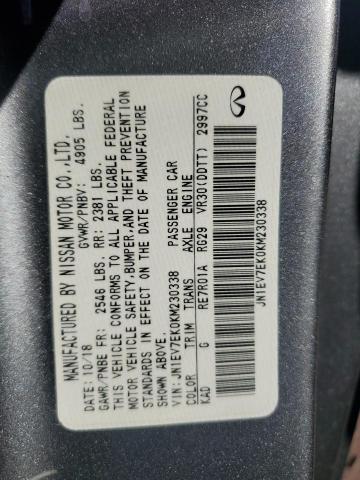 MANUFACTURED BY NISSAN MOTOR CO.,LTD.
10/18 GVWR/PNBV: 4905 LBS.
GAWR/PNBE FR: 2546 LBS. RR: 2381 LBS.
THIS VEHICLE CONFORMS TO ALL APPLICABLE FEDERAL
MOTOR VEHICLE SAFETY,BUMPER,AND THEFT PREVENTION
STANDARDS IN EFFECT ON THE DATE OF MANUFACTURE
SHOWN ABOVE.
VIN: JN1EV7EK0KM230338 PASSENGER CAR
COLOR TRIM TRANS AXLE ENGINE
KAD G RE7R01A RG29 VR30(DDTT) 2997CC
JN1EV7EK0KM230338